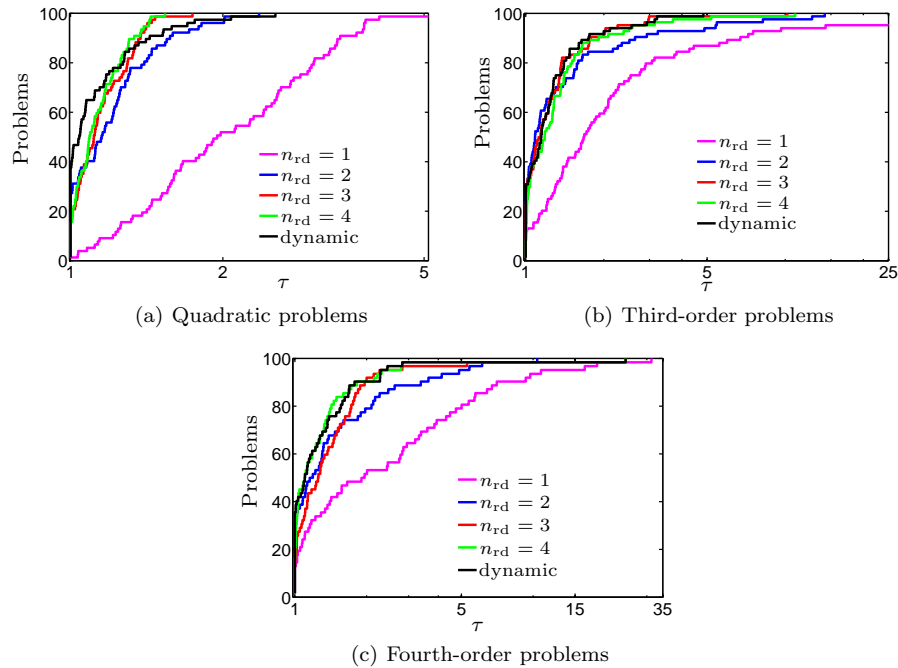 100
80
60
40
20
0
Problems
n_rd = 1
n_rd = 2
n_rd = 3
n_rd = 4
dynamic
1
2
5
τ
(a) Quadratic problems
100
80
60
40
20
0
Problems
n_rd = 1
n_rd = 2
n_rd = 3
n_rd = 4
dynamic
1
5
25
τ
(b) Third-order problems
100
80
60
40
20
0
Problems
n_rd = 1
n_rd = 2
n_rd = 3
n_rd = 4
dynamic
1
5
15
35
τ
(c) Fourth-order problems